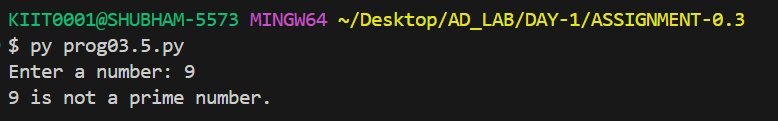 KIIT0001@SHUBHAM-5573 MINGW64 ~/Desktop/AD_LAB/DAY-1/ASSIGNMENT-0.3
$ py prog03.5.py
Enter a number: 9
9 is not a prime number.